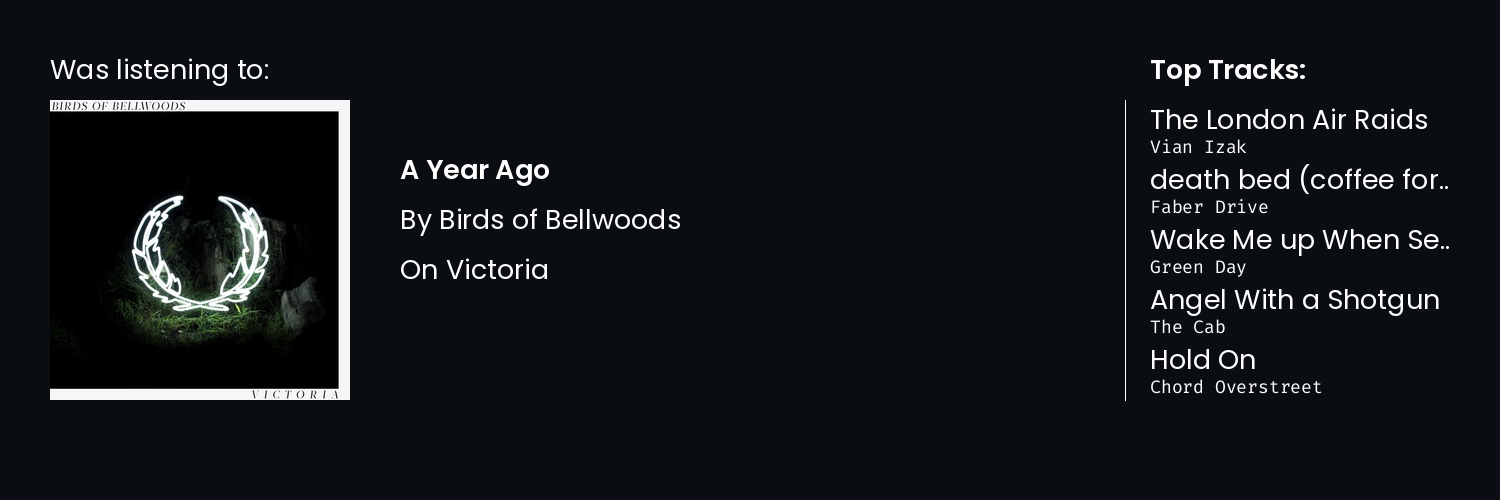 Was listening to:
BIRDS OF BELLWOODS
VICTORIA
A Year Ago
By Birds of Bellwoods
On Victoria
Top Tracks:
The London Air Raids
Vian Izak
death bed (coffee for..
Faber Drive
Wake Me up When Se..
Green Day
Angel With a Shotgun
The Cab
Hold On
Chord Overstreet